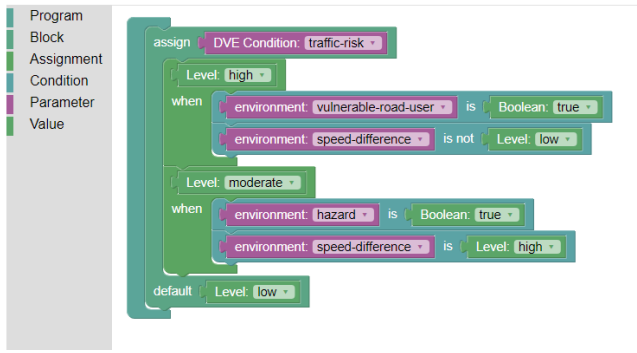 Program
Block
Assignment
Condition
Parameter
Value
assign DVE Condition: traffic-risk
Level: high
when environment: vulnerable-road-user is Boolean: true
environment: speed-difference is not Level: low
Level: moderate
when environment: hazard is Boolean: true
environment: speed-difference is Level: high
default Level: low